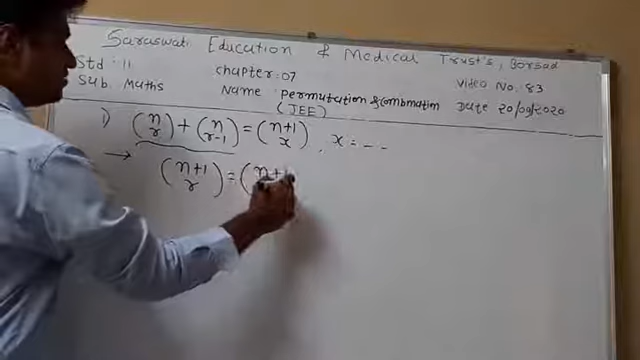 Saraswati Education & Medical Trust's, Borsad
Std : 11 chapter : 07 Video No. 83
Sub. Maths Name : Permutation & Combination Date 20/09/2020
(JEE)
1) (n r) + (n r-1) = (n+1 x), x = - -
→ (n+1 r) = (n+1